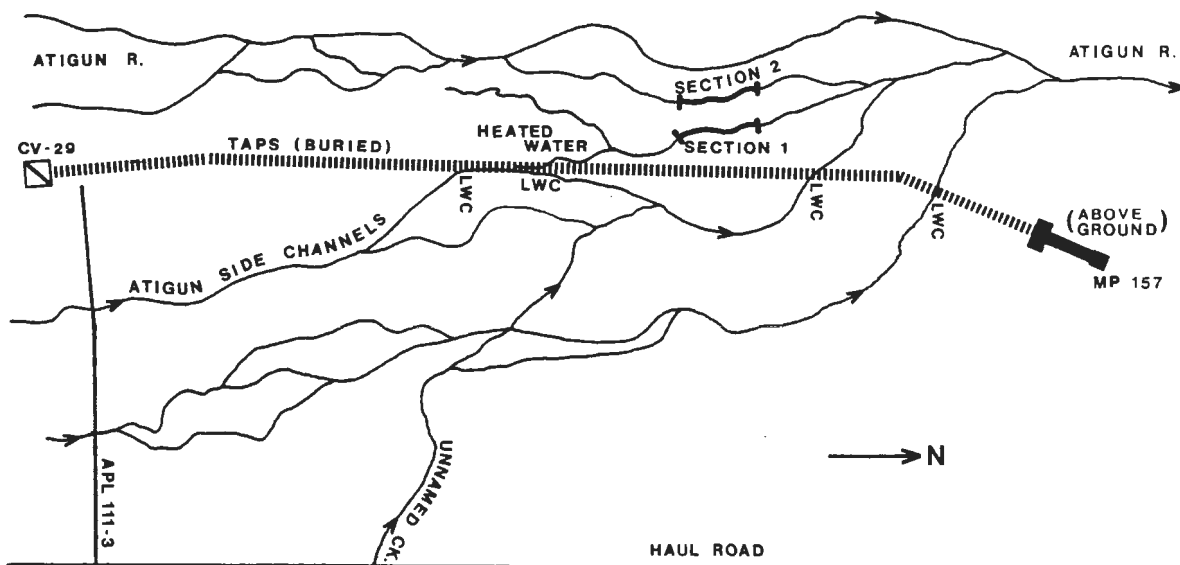 ATIGUN R.
ATIGUN R.
SECTION 2
HEATED
WATER
SECTION 1
CV-29
TAPS (BURIED)
LWC
LWC
LWC
LWC
(ABOVE
GROUND)
MP 157
ATIGUN SIDE CHANNELS
APL 111-3
UNNAMED CK.
N
HAUL ROAD